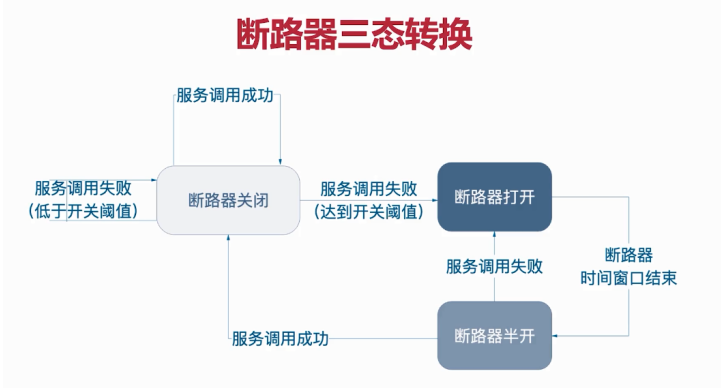 断路器三态转换
服务调用成功
服务调用失败
（低于开关阈值）
断路器关闭
服务调用失败
（达到开关阈值）
断路器打开
断路器
时间窗口结束
服务调用失败
服务调用成功
断路器半开